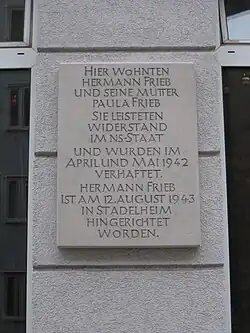 HIER WOHNTEN
HERMANN FRIEB
UND SEINE MUTTER
PAULA FRIEB
SIE LEISTETEN
WIDERSTAND
IM NS-STAAT
UND WURDEN IM
APRIL UND MAI 1942
VERHAFTET.
HERMANN FRIEB
IST AM 12. AUGUST 1943
IN STADELHEIM
HINGERICHTET
WORDEN.